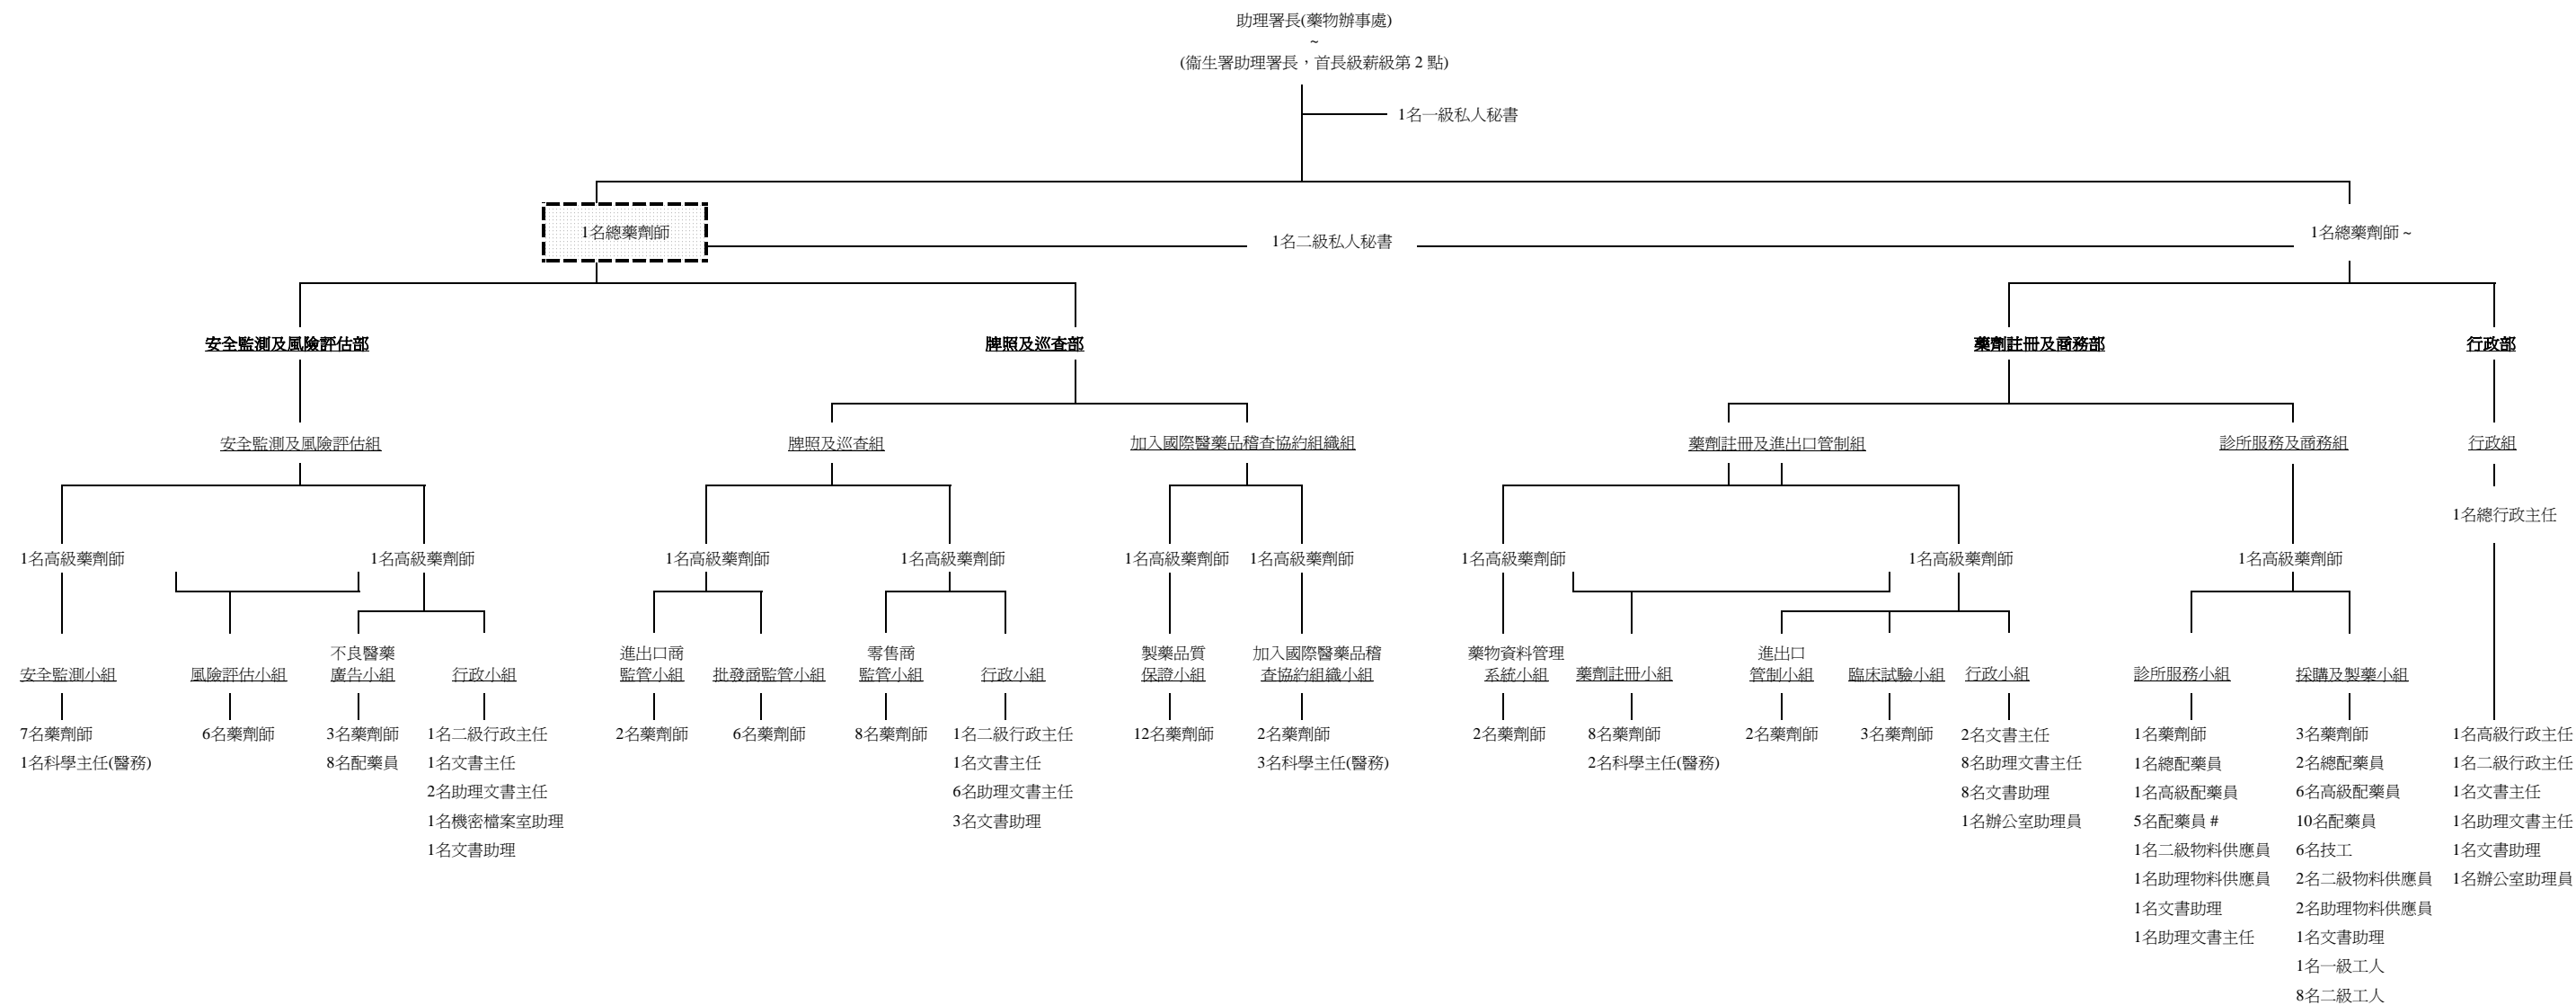 助理署長(藥物辦事處)
~
(衞生署助理署長，首長級薪級第 2 點)
1名一級私人秘書
1名總藥劑師
1名二級私人秘書
1名總藥劑師 ~
安全監測及風險評估部
牌照及巡查部
藥劑註冊及商務部
行政部
安全監測及風險評估組
牌照及巡查組
加入國際醫藥品稽查協約組織組
藥劑註冊及進出口管制組
診所服務及商務組
行政組
1名總行政主任
1名高級藥劑師
1名高級藥劑師
1名高級藥劑師
1名高級藥劑師
1名高級藥劑師
1名高級藥劑師
1名高級藥劑師
1名高級藥劑師
1名高級藥劑師
安全監測小組
7名藥劑師
1名科學主任(醫務)
風險評估小組
6名藥劑師
不良醫藥
廣告小組
3名藥劑師
8名配藥員
行政小組
1名二級行政主任
1名文書主任
2名助理文書主任
1名機密檔案室助理
1名文書助理
進出口商
監管小組
2名藥劑師
批發商監管小組
6名藥劑師
零售商
監管小組
8名藥劑師
行政小組
1名二級行政主任
1名文書主任
6名助理文書主任
3名文書助理
製藥品質
保證小組
12名藥劑師
加入國際醫藥品稽
查協約組織小組
2名藥劑師
3名科學主任(醫務)
藥物資料管理
系統小組
2名藥劑師
藥劑註冊小組
8名藥劑師
2名科學主任(醫務)
進出口
管制小組
2名藥劑師
臨床試驗小組
3名藥劑師
行政小組
2名文書主任
8名助理文書主任
8名文書助理
1名辦公室助理員
診所服務小組
1名藥劑師
1名總配藥員
1名高級配藥員
5名配藥員 #
1名二級物料供應員
1名助理物料供應員
1名文書助理
1名助理文書主任
採購及製藥小組
3名藥劑師
2名總配藥員
6名高級配藥員
10名配藥員
6名技工
2名二級物料供應員
2名助理物料供應員
1名文書助理
1名一級工人
8名二級工人
1名高級行政主任
1名二級行政主任
1名文書主任
1名助理文書主任
1名文書助理
1名辦公室助理員